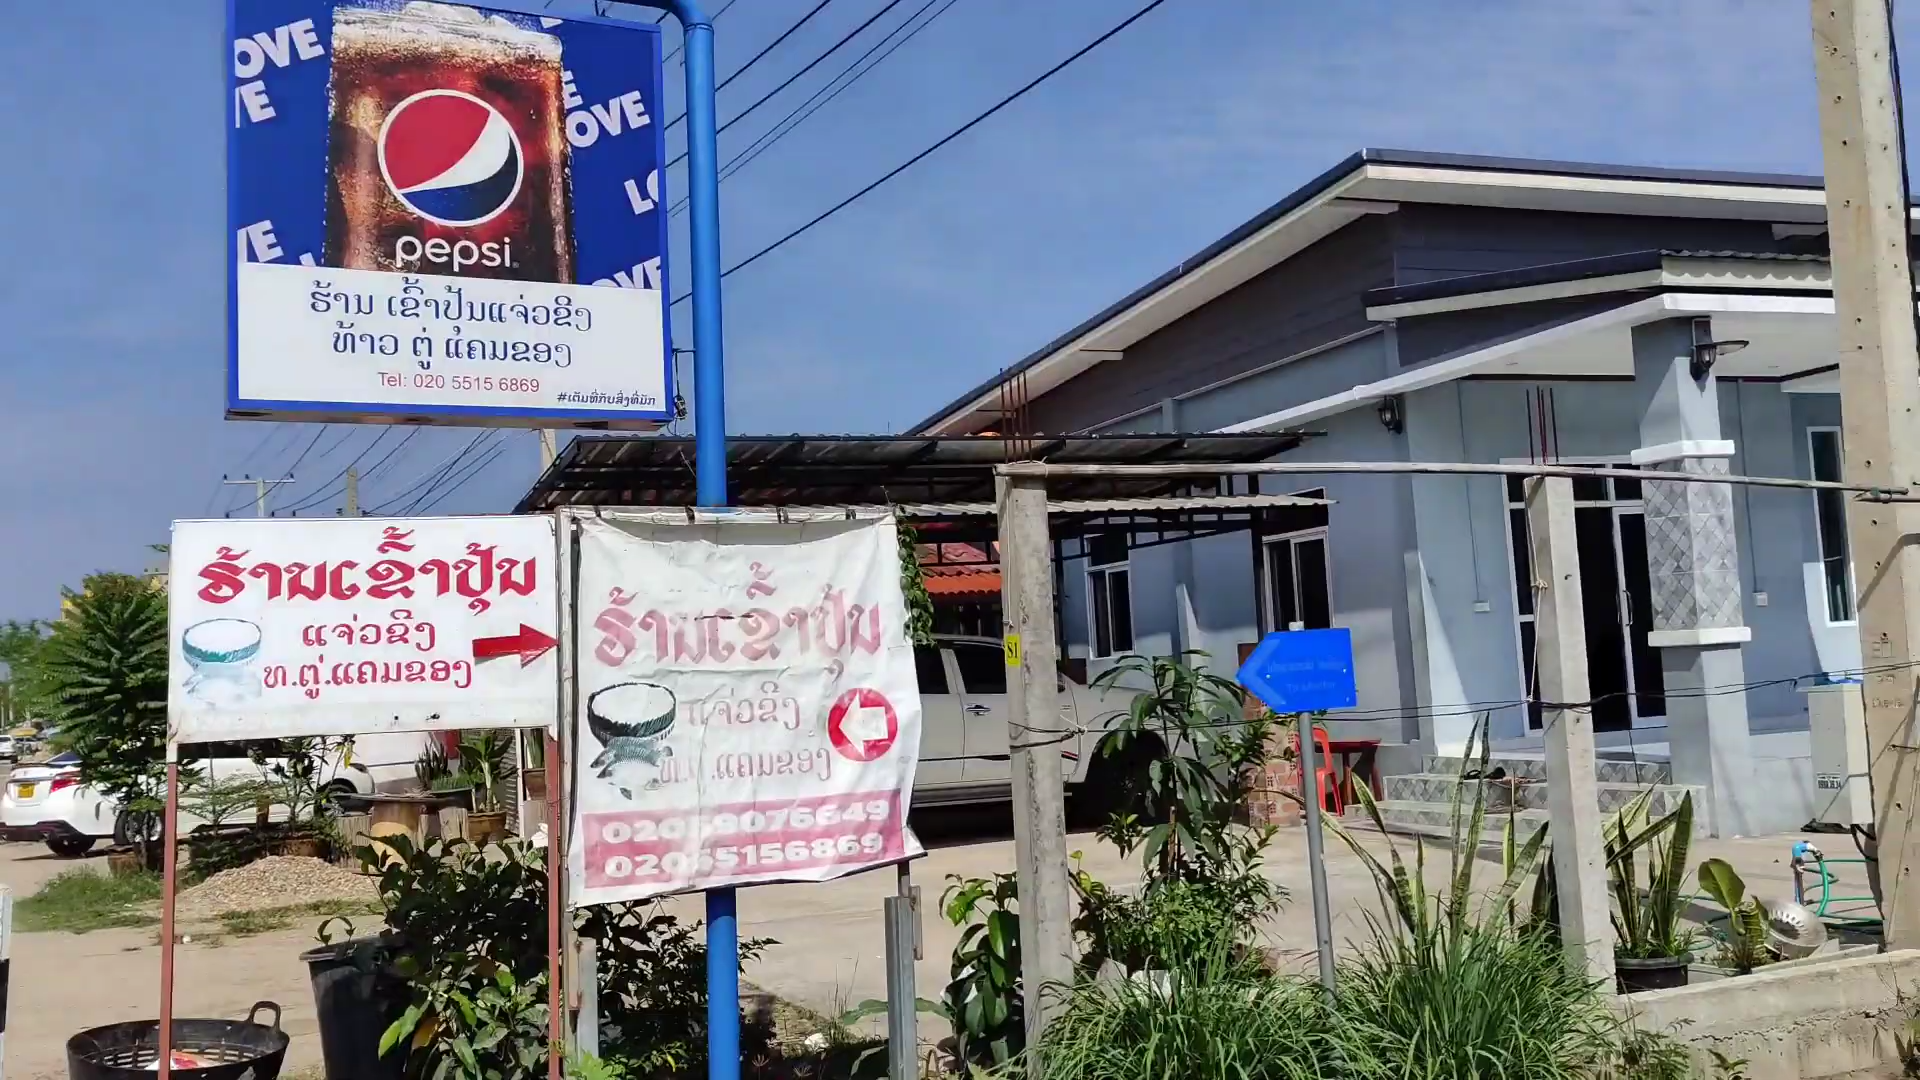 LOVE
pepsi
ຮ້ານ ເຂົ້າປຸ້ນແຈ່ວຂີງ
ທ້າວ ຕູ່ ແຄມຂອງ
Tel: 020 5515 6869
#ເຕັມທີ່ກັບສິ່ງທີ່ມັກ
ຮ້ານເຂົ້າປຸ້ນ
ແຈ່ວຂີງ
ທ.ຕູ່.ແຄມຂອງ
ຮ້ານເຂົ້າປຸ້ນ
ແຈ່ວຂີງ
ແຄມຂອງ
02059076649
02055156869
S1